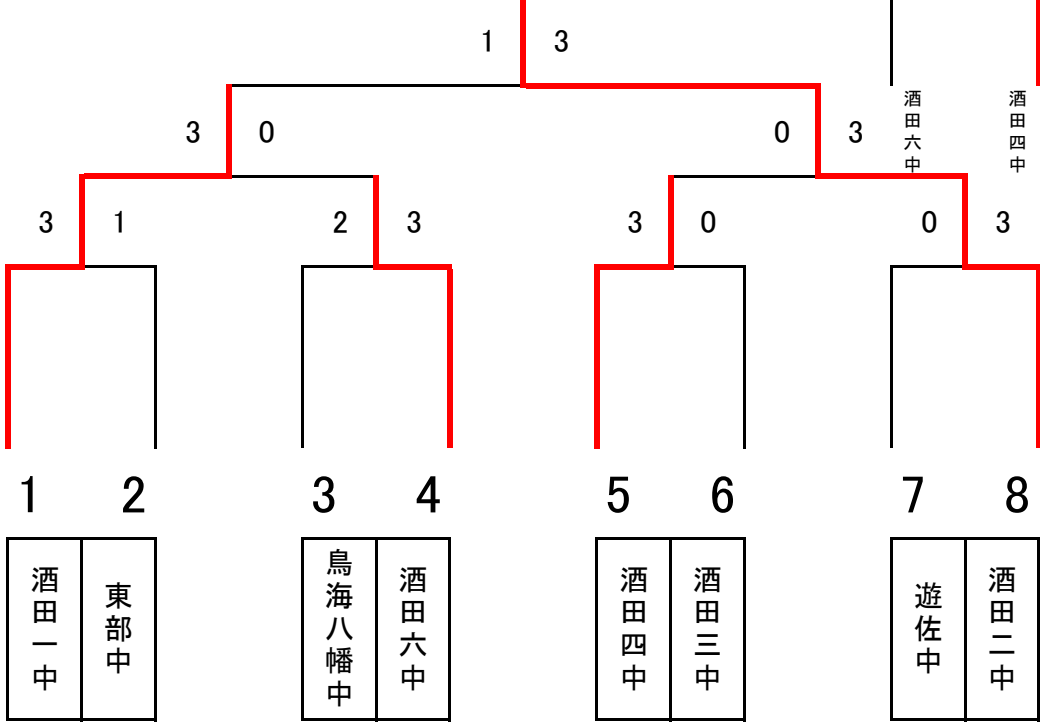 1 3
3 0 0 3
酒田六中 酒田四中
3 1 2 3 3 0 0 3
1 2 3 4 5 6 7 8
酒田一中 東部中 鳥海八幡中 酒田六中 酒田四中 酒田三中 遊佐中 酒田二中